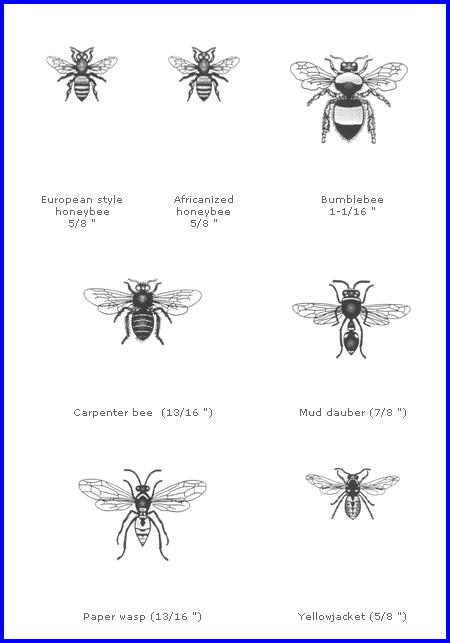 European style
honeybee
5/8 "
Africanized
honeybee
5/8 "
Bumblebee
1-1/16 "
Carpenter bee (13/16 ")
Mud dauber (7/8 ")
Paper wasp (13/16 ")
Yellowjacket (5/8 ")